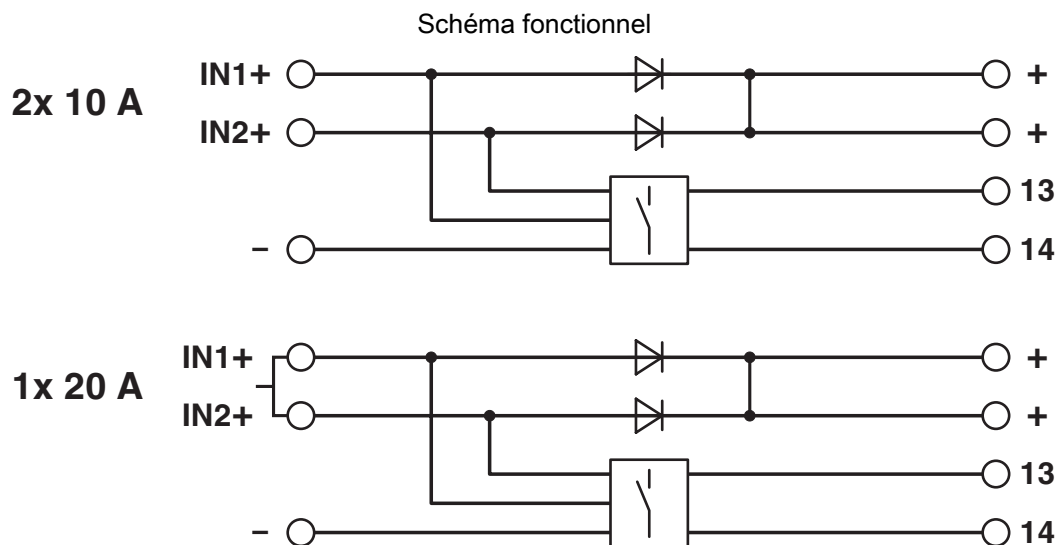 Schéma fonctionnel
IN1+
+
2x 10 A
IN2+
+
13
–
14
IN1+
+
1x 20 A
IN2+
+
13
–
14